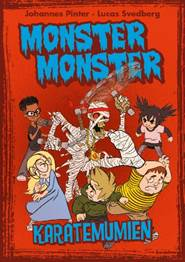 Johannes Pinter - Lucas Svedberg
MONSTER
MONSTER
KARATEMUMIEN